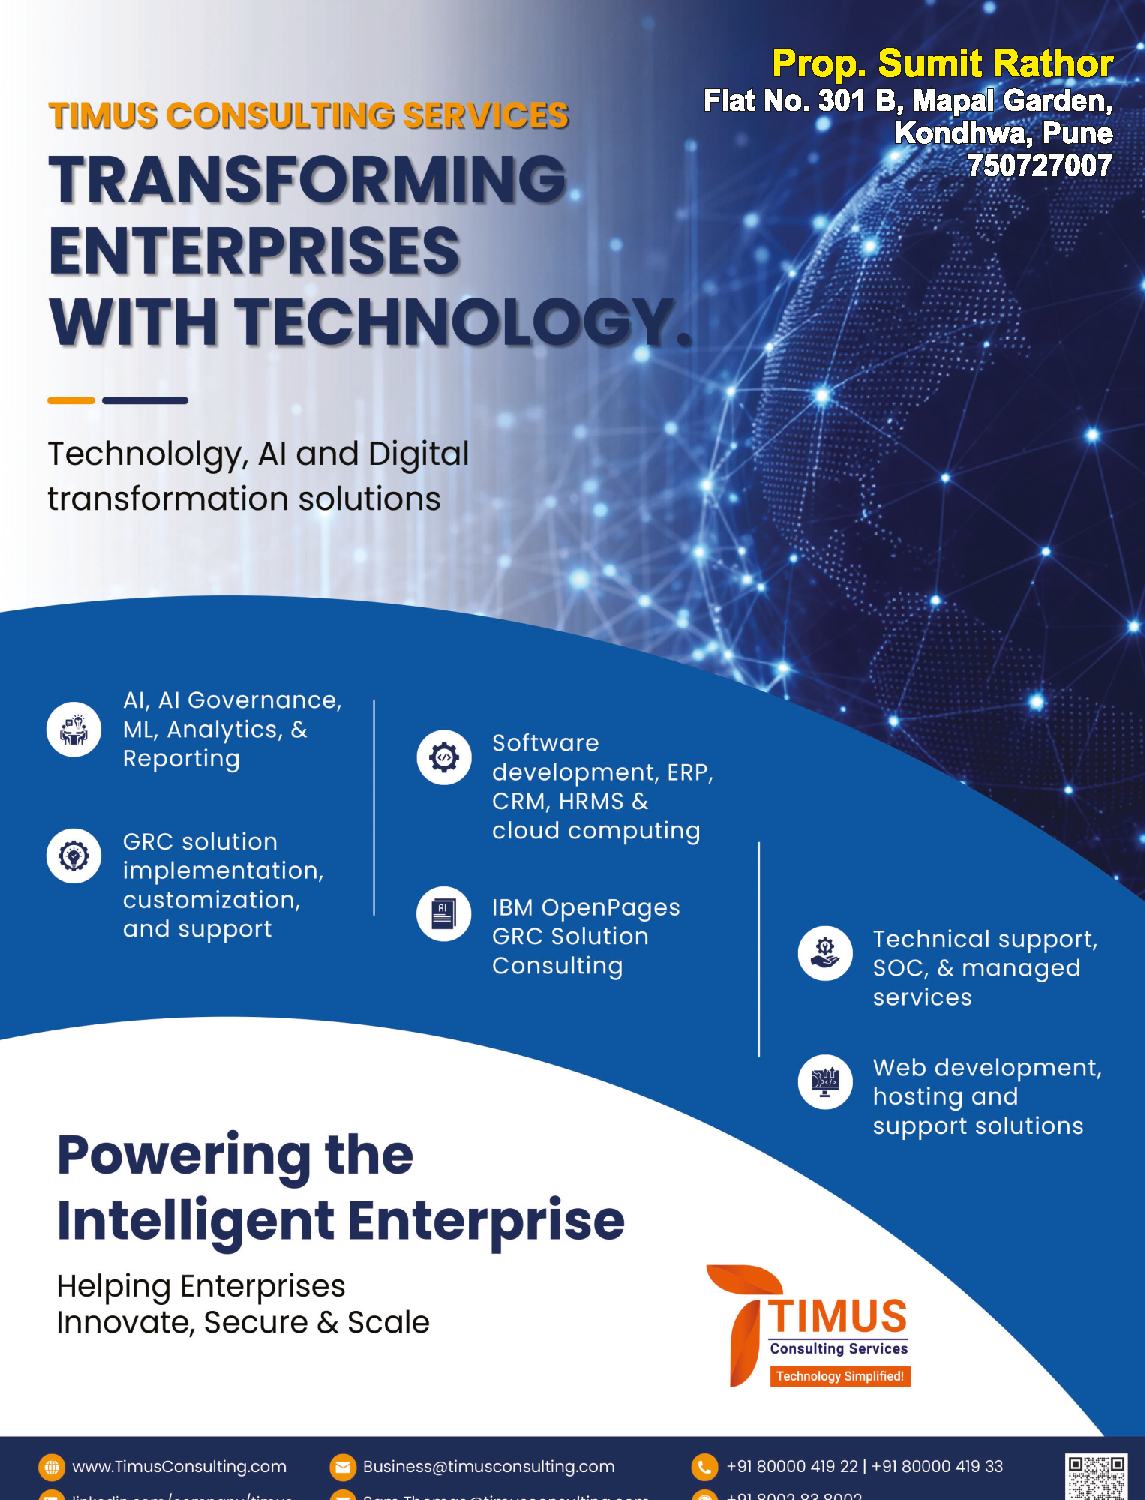 Prop. Sumit Rathor
Flat No. 301 B, Mapal Garden,
Kondhwa, Pune
750727007
TIMUS CONSULTING SERVICES
TRANSFORMING
ENTERPRISES
WITH TECHNOLOGY.
Technololgy, AI and Digital
transformation solutions
AI, AI Governance,
ML, Analytics, &
Reporting
GRC solution
implementation,
customization,
and support
Software
development, ERP,
CRM, HRMS &
cloud computing
IBM OpenPages
GRC Solution
Consulting
Technical support,
SOC, & managed
services
Web development,
hosting and
support solutions
Powering the
Intelligent Enterprise
Helping Enterprises
Innovate, Secure & Scale
TIMUS
Consulting Services
Technology Simplified!
www.TimusConsulting.com
Business@timusconsulting.com
+91 80000 419 22 | +91 80000 419 33